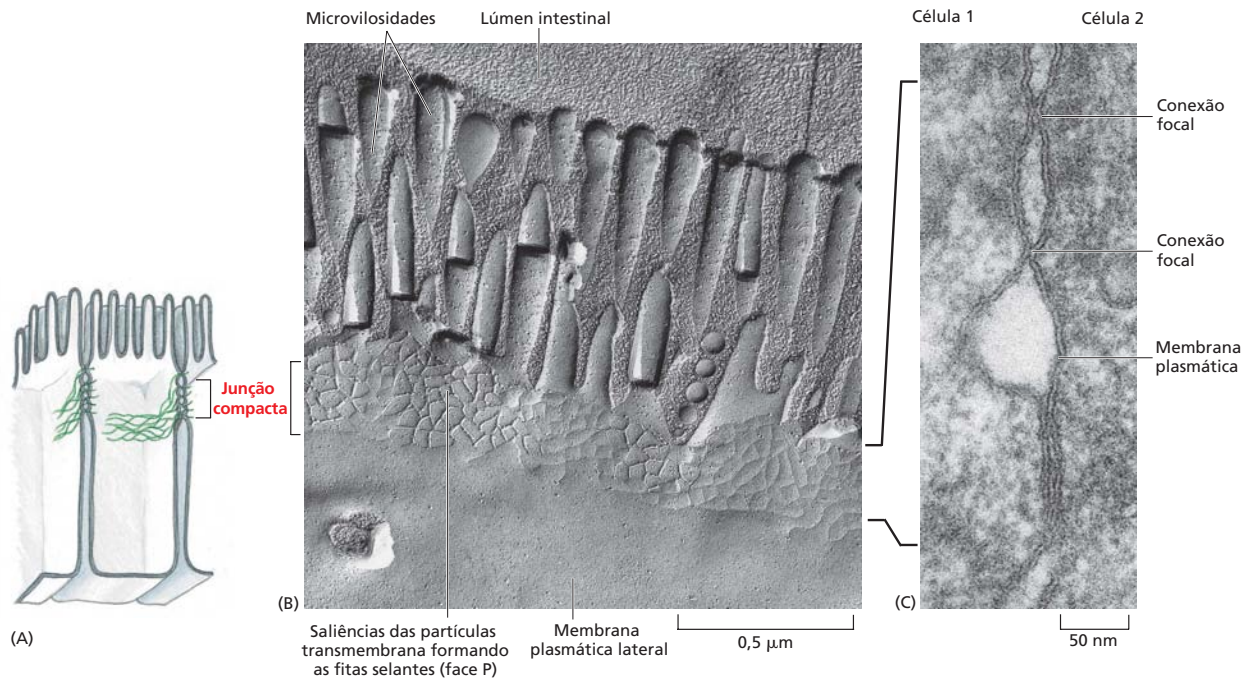 Microvilosidades
Lúmen intestinal
Célula 1
Célula 2
Conexão
focal
Conexão
focal
Membrana
plasmática
Junção
compacta
(A)
(B)
(C)
Saliências das partículas
transmembrana formando
as fitas selantes (face P)
Membrana
plasmática lateral
0,5 μm
50 nm